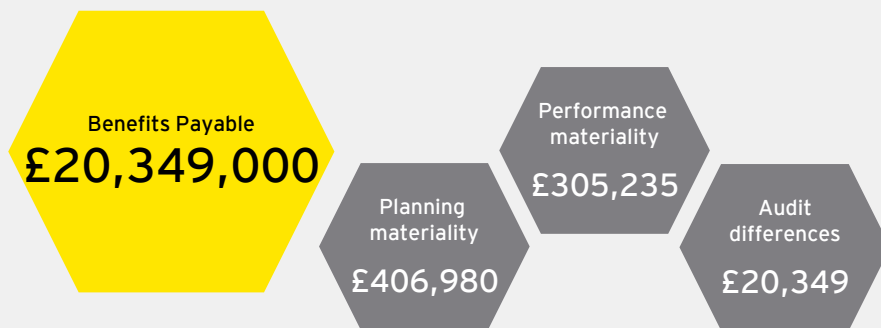 Benefits Payable
£20,349,000
Performance
materiality
£305,235
Planning
materiality
£406,980
Audit
differences
£20,349